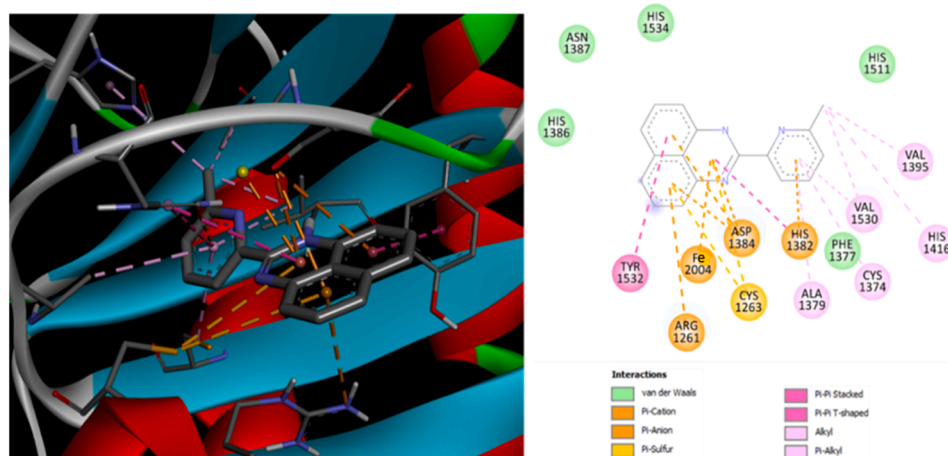 HIS
1534
ASN
1387
HIS
1511
HIS
1386
N
N
N
VAL
1395
VAL
1530
ASP
1384
HIS
1382
HIS
1416
PHE
1377
Fe
2004
TYR
1532
CYS
1374
CYS
1263
ALA
1379
ARG
1261
Interactions
van der Waals
Pi-Cation
Pi-Anion
Pi-Sulfur
Pi-Pi Stacked
Pi-Pi T-shaped
Alkyl
Pi-Alkyl